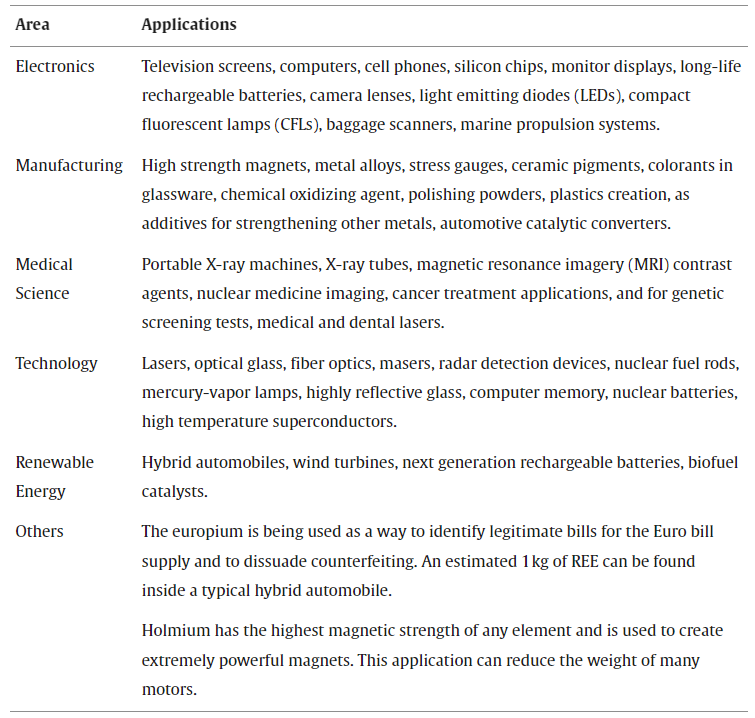 Area Applications
Electronics Television screens, computers, cell phones, silicon chips, monitor displays, long-life
rechargeable batteries, camera lenses, light emitting diodes (LEDs), compact
fluorescent lamps (CFLs), baggage scanners, marine propulsion systems.
Manufacturing High strength magnets, metal alloys, stress gauges, ceramic pigments, colorants in
glassware, chemical oxidizing agent, polishing powders, plastics creation, as
additives for strengthening other metals, automotive catalytic converters.
Medical Portable X-ray machines, X-ray tubes, magnetic resonance imagery (MRI) contrast
Science agents, nuclear medicine imaging, cancer treatment applications, and for genetic
screening tests, medical and dental lasers.
Technology Lasers, optical glass, fiber optics, masers, radar detection devices, nuclear fuel rods,
mercury-vapor lamps, highly reflective glass, computer memory, nuclear batteries,
high temperature superconductors.
Renewable Hybrid automobiles, wind turbines, next generation rechargeable batteries, biofuel
Energy catalysts.
Others The europium is being used as a way to identify legitimate bills for the Euro bill
supply and to dissuade counterfeiting. An estimated 1 kg of REE can be found
inside a typical hybrid automobile.
Holmium has the highest magnetic strength of any element and is used to create
extremely powerful magnets. This application can reduce the weight of many
motors.